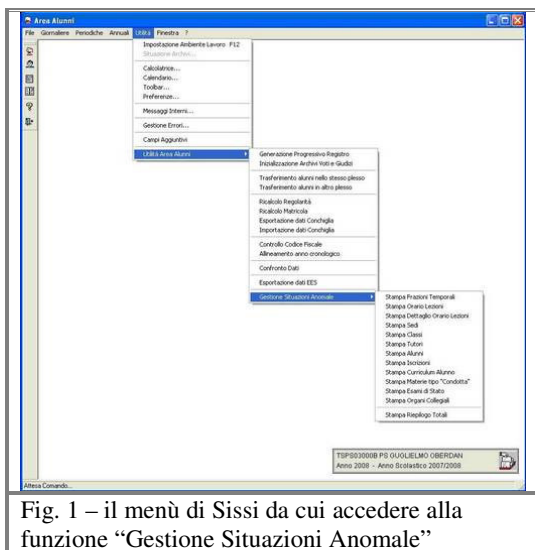 Area Alunni
File Giornaliere Periodiche Annuali Utilità Finestra ?
Impostazione Ambiente Lavoro F12
Situazione Archivi...
Calcolatrice...
Calendario...
Toolbar...
Preferenze...
Messaggi Interni...
Gestione Errori...
Campi Aggiuntivi
Utilità Area Alunni
Generazione Progressivo Registro
Inizializzazione Archivi Voti e Giudizi
Trasferimento alunni nello stesso plesso
Trasferimento alunni in altro plesso
Ricalcolo Regolarità
Ricalcolo Matricola
Esportazione dati Conchiglia
Importazione dati Conchiglia
Controllo Codice Fiscale
Allineamento anno cronologico
Confronto Dati
Esportazione dati EES
Gestione Situazioni Anomale
Stampa Frazioni Temporali
Stampa Orario Lezioni
Stampa Dettaglio Orario Lezioni
Stampa Sedi
Stampa Classi
Stampa Tutori
Stampa Alunni
Stampa Iscrizioni
Stampa Curriculum Alunno
Stampa Materie tipo "Condotta"
Stampa Esami di Stato
Stampa Organi Collegiali
Stampa Riepilogo Totali
TSPS03000B PS GUGLIELMO OBERDAN
Anno 2008 - Anno Scolastico 2007/2008
Attesa Comando...
Fig. 1 – il menù di Sissi da cui accedere alla
funzione “Gestione Situazioni Anomale”